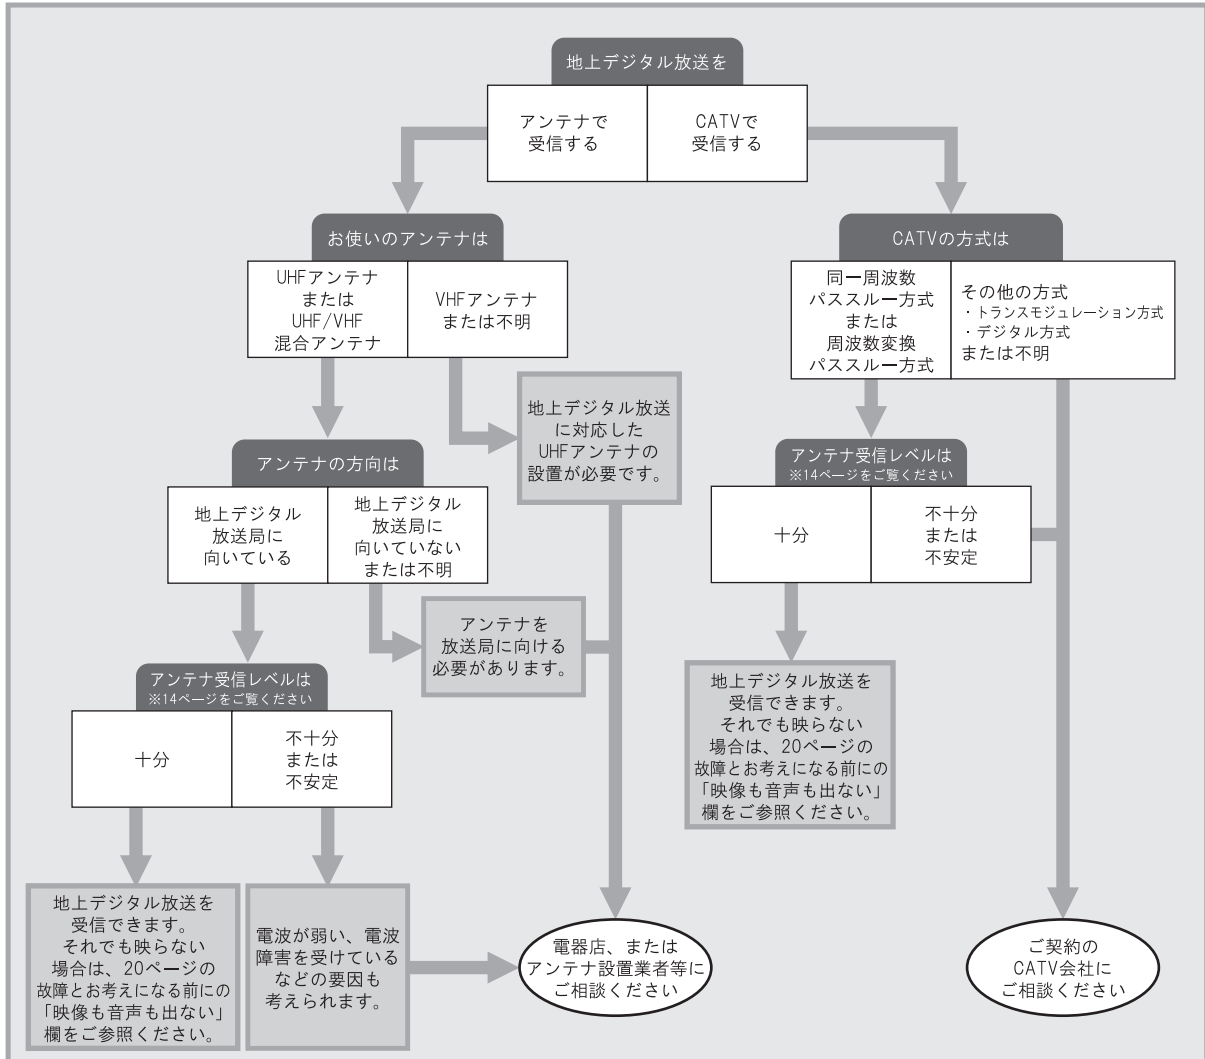 地上デジタル放送を
アンテナで
受信する
CATVで
受信する
お使いのアンテナは
UHFアンテナ
または
UHF/VHF
混合アンテナ
VHFアンテナ
または不明
CATVの方式は
同一周波数
パススルー方式
または
周波数変換
パススルー方式
その他の方式
・トランスモジュレーション方式
・デジタル方式
または不明
地上デジタル放送
に対応した
UHFアンテナの
設置が必要です。
アンテナの方向は
地上デジタル
放送局に
向いている
地上デジタル
放送局に
向いていない
または不明
アンテナ受信レベルは
※14ページをご覧ください
十分
不十分
または
不安定
アンテナを
放送局に向ける
必要があります。
アンテナ受信レベルは
※14ページをご覧ください
十分
不十分
または
不安定
地上デジタル放送を
受信できます。
それでも映らない
場合は、20ページの
故障とお考えになる前にの
「映像も音声も出ない」
欄をご参照ください。
地上デジタル放送を
受信できます。
それでも映らない
場合は、20ページの
故障とお考えになる前にの
「映像も音声も出ない」
欄をご参照ください。
電波が弱い、電波
障害を受けている
などの要因も
考えられます。
電器店、または
アンテナ設置業者等に
ご相談ください
ご契約の
CATV会社に
ご相談ください